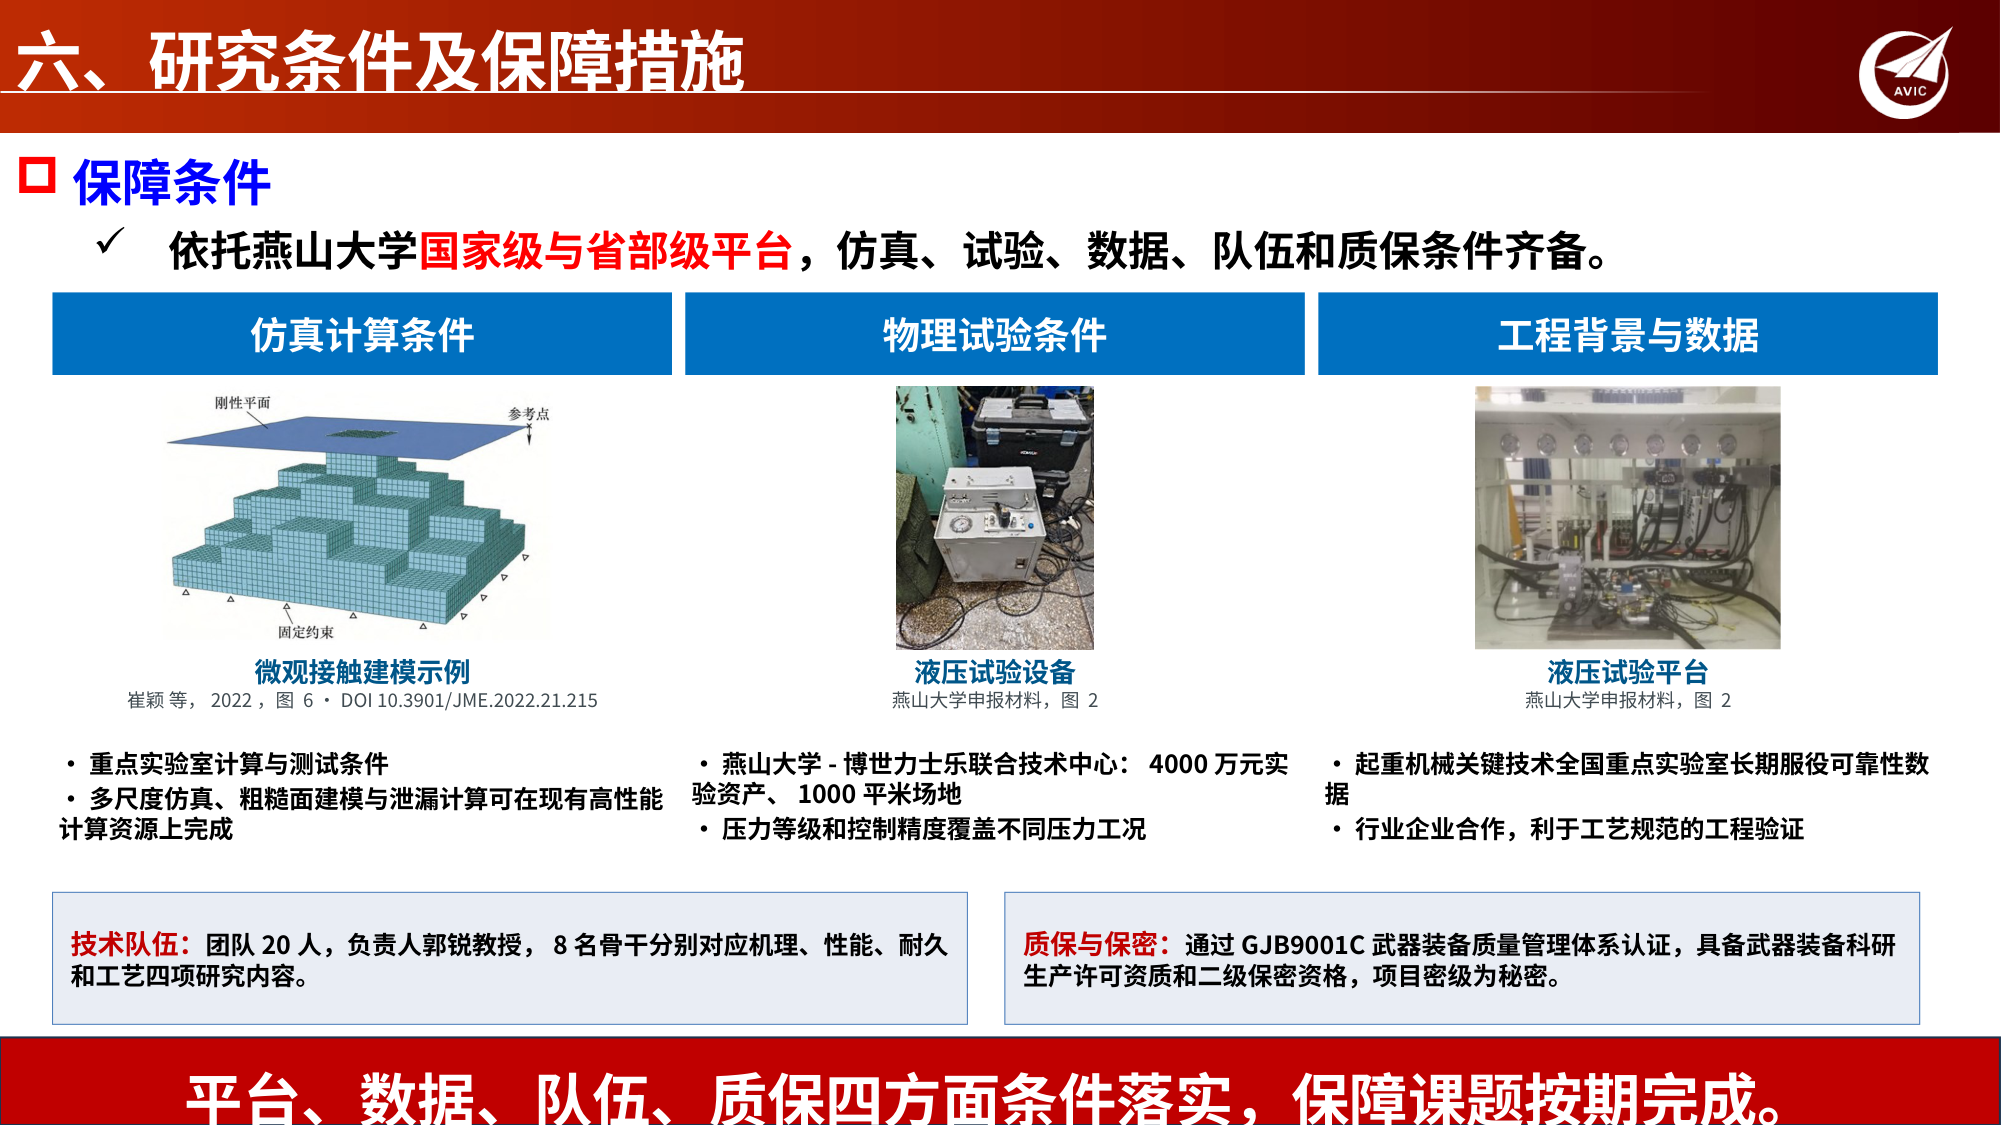 六、研究条件及保障措施
AVIC
保障条件
依托燕山大学国家级与省部级平台，仿真、试验、数据、队伍和质保条件齐备。
仿真计算条件
物理试验条件
工程背景与数据
刚性平面
参考点
固定约束
微观接触建模示例
崔颖 等，2022，图 6 · DOI 10.3901/JME.2022.21.215
液压试验设备
燕山大学申报材料，图 2
液压试验平台
燕山大学申报材料，图 2
• 重点实验室计算与测试条件
• 多尺度仿真、粗糙面建模与泄漏计算可在现有高性能
计算资源上完成
• 燕山大学 - 博世力士乐联合技术中心：4000 万元实
验资产、1000 平米场地
• 压力等级和控制精度覆盖不同压力工况
• 起重机械关键技术全国重点实验室长期服役可靠性数
据
• 行业企业合作，利于工艺规范的工程验证
技术队伍：团队 20 人，负责人郭锐教授，8 名骨干分别对应机理、性能、耐久
和工艺四项研究内容。
质保与保密：通过 GJB9001C 武器装备质量管理体系认证，具备武器装备科研
生产许可资质和二级保密资格，项目密级为秘密。
平台、数据、队伍、质保四方面条件落实，保障课题按期完成。